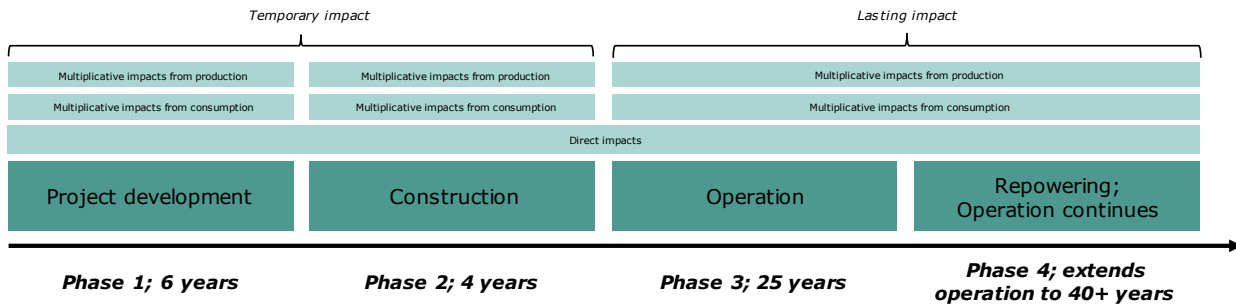 Temporary impact
Lasting impact
Multiplicative impacts from production
Multiplicative impacts from production
Multiplicative impacts from production
Multiplicative impacts from consumption
Multiplicative impacts from consumption
Multiplicative impacts from consumption
Direct impacts
Project development
Construction
Operation
Repowering;
Operation continues
Phase 1; 6 years
Phase 2; 4 years
Phase 3; 25 years
Phase 4; extends
operation to 40+ years